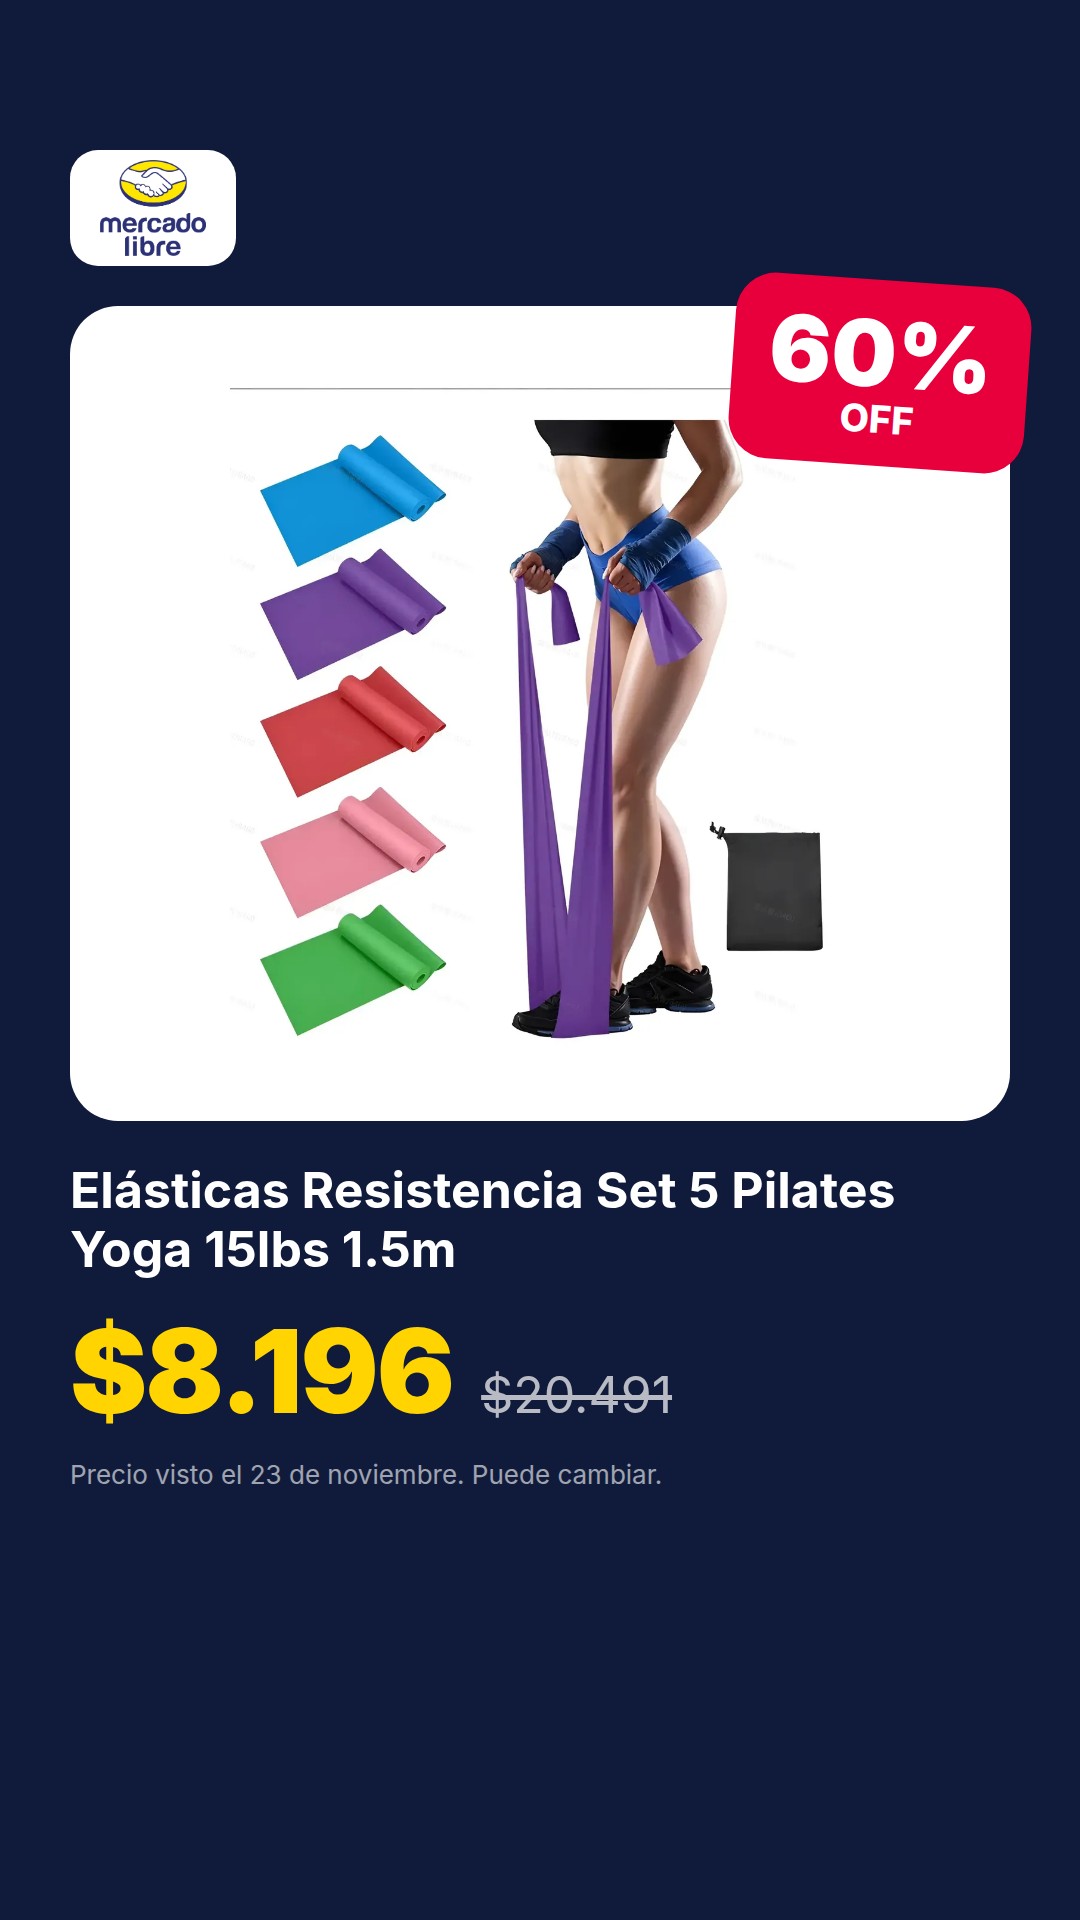 mercado
libre
60%
OFF
Elásticas Resistencia Set 5 Pilates
Yoga 15lbs 1.5m
$8.196 $20.491
Precio visto el 23 de noviembre. Puede cambiar.